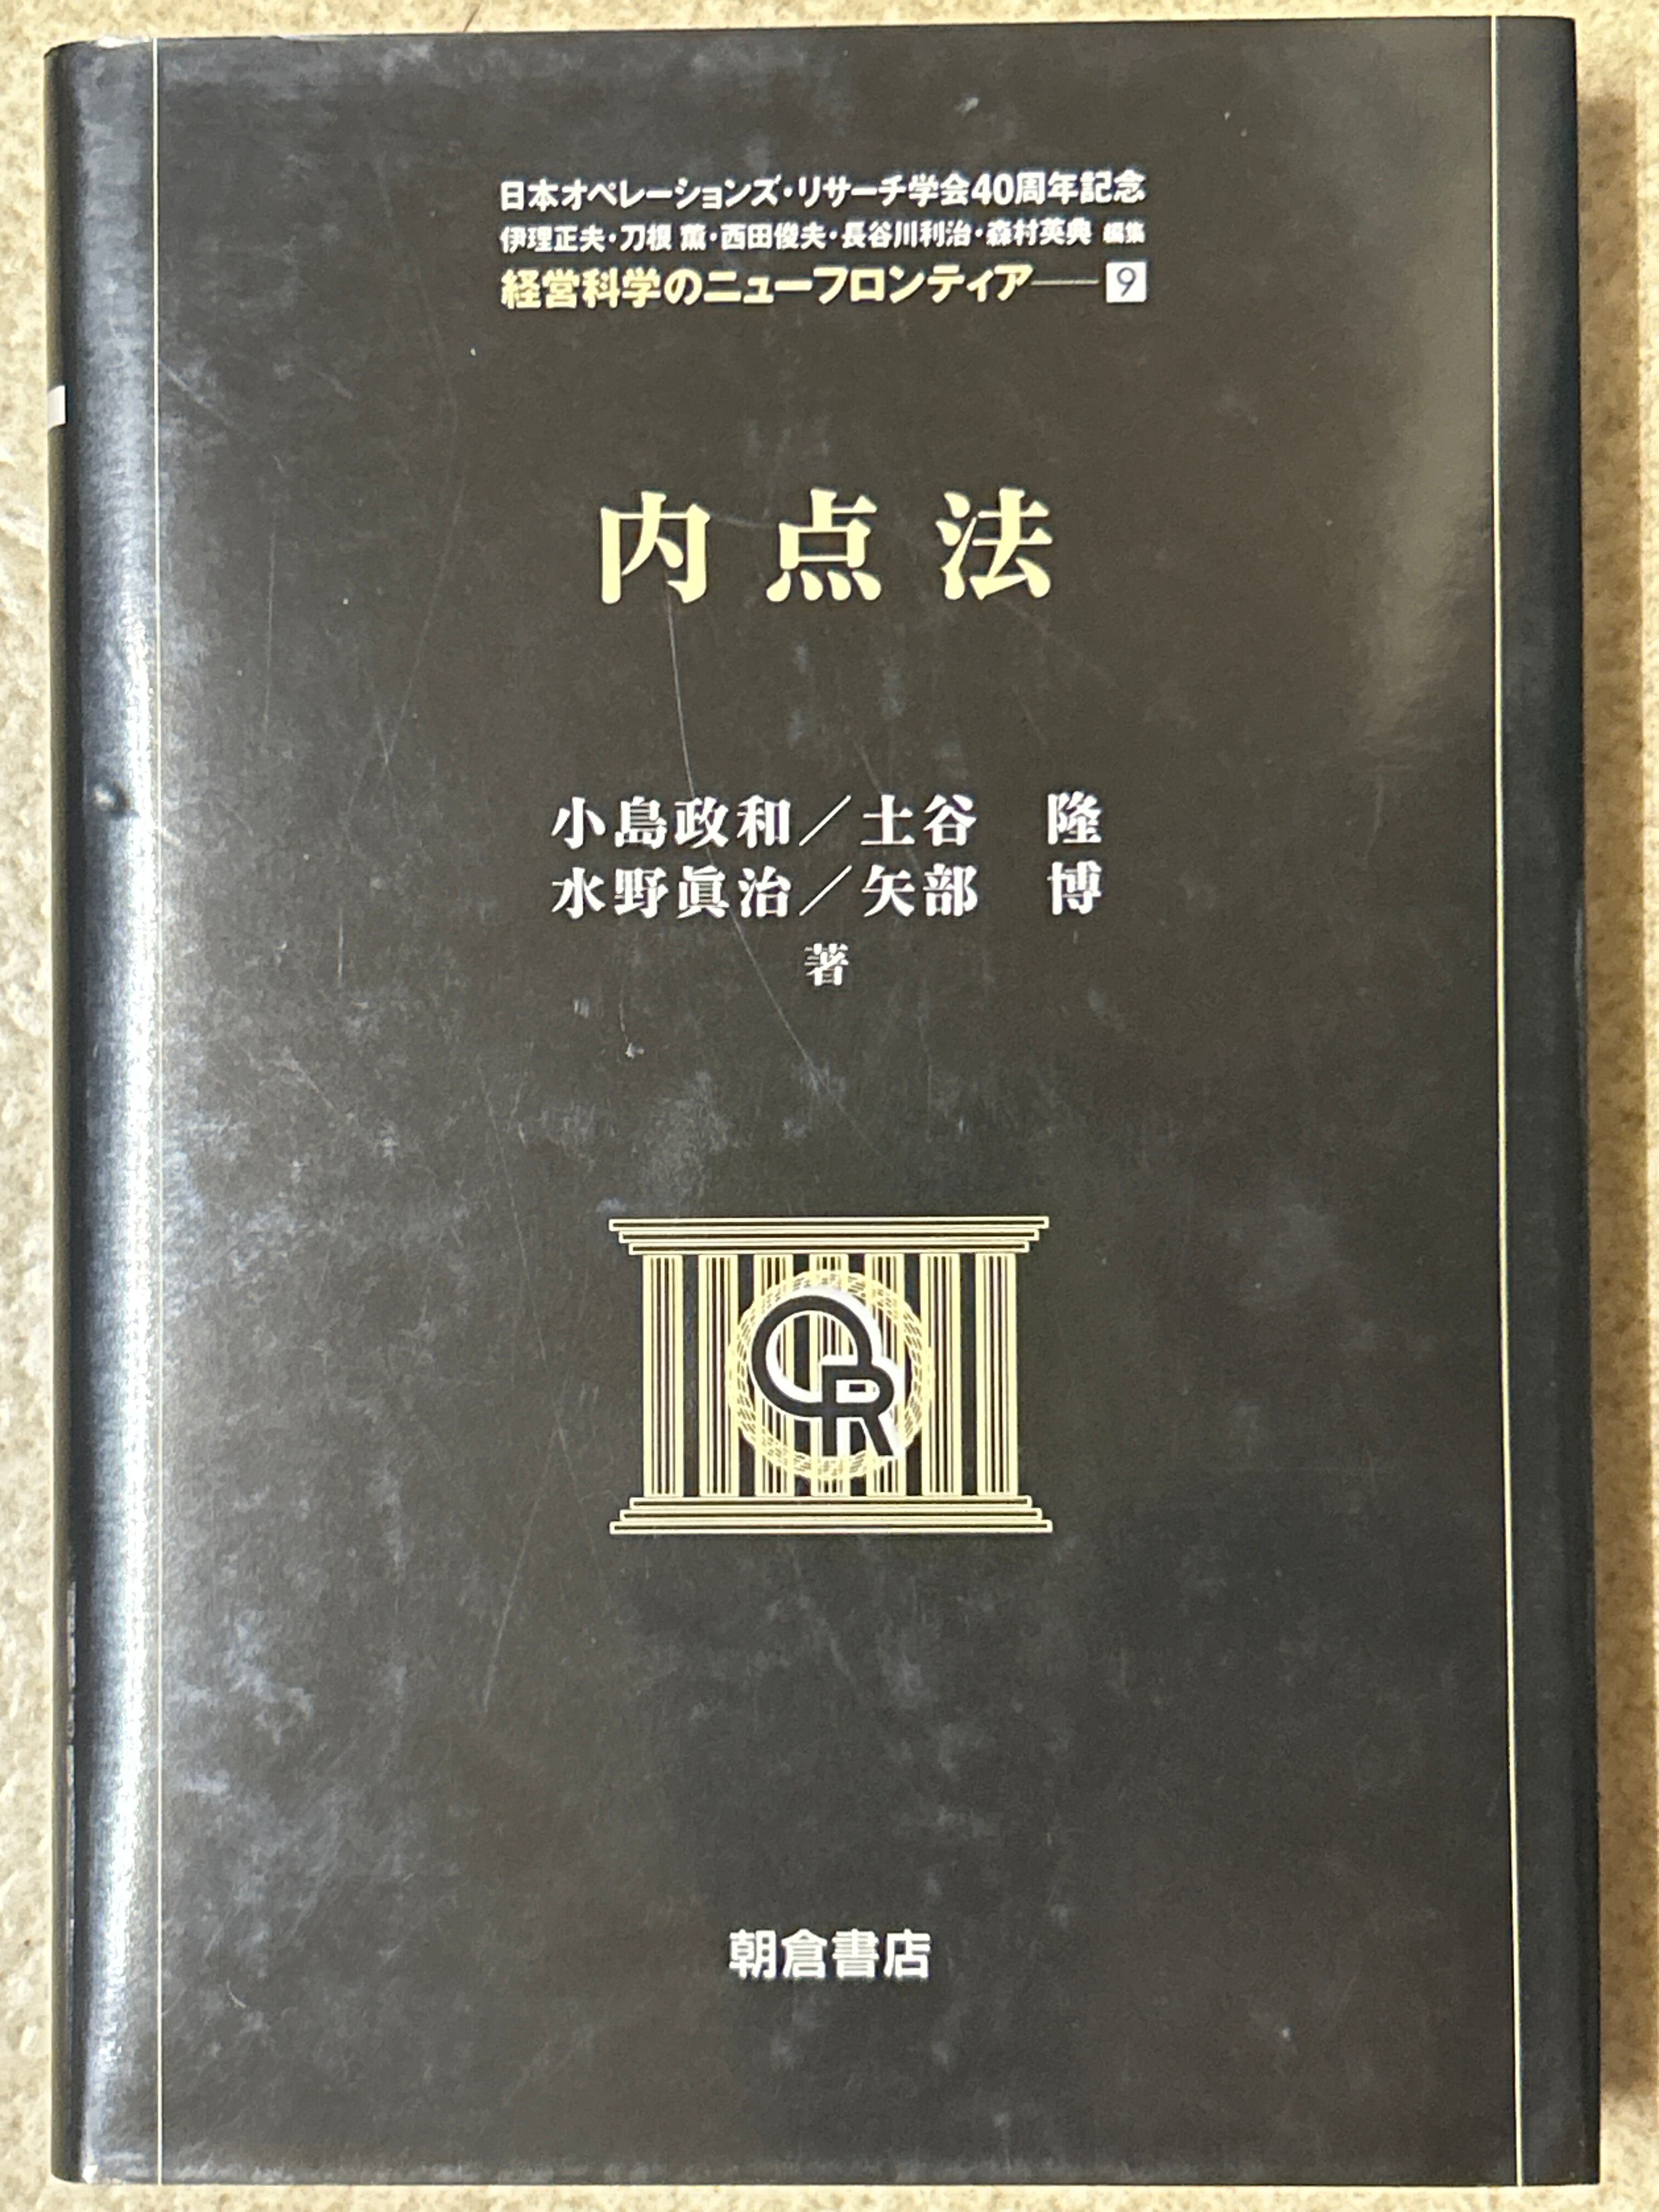 日本オペレーションズ・リサーチ学会40周年記念
伊理正夫・刀根 薫・西田俊夫・長谷川利治・森村英典 編集
経営科学のニューフロンティア――9
内点法
小島政和／土谷　隆
水野眞治／矢部　博
著
OR
朝倉書店